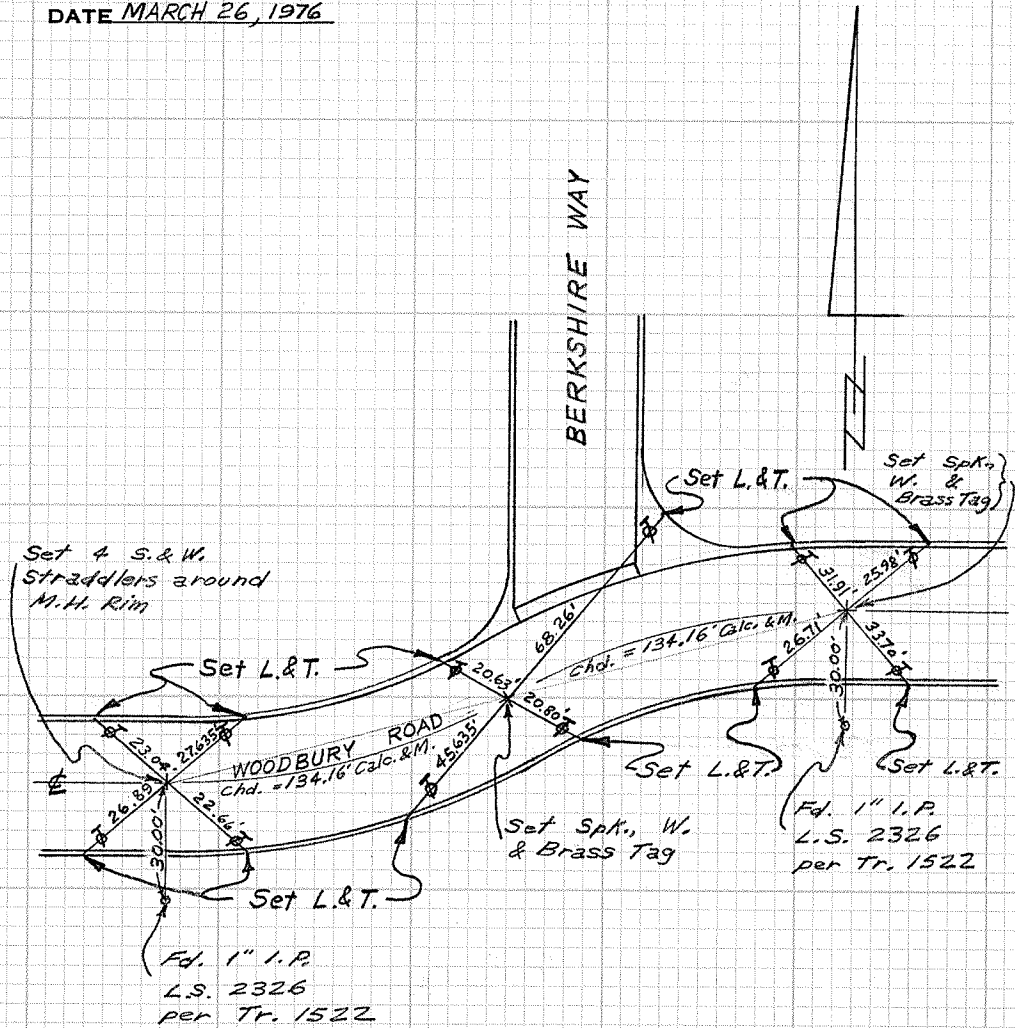 DATE MARCH 26, 1976
BERKSHIRE WAY
Set L.&T.
Set Spk.,
W. &
Brass Tag
Set 4 S.& W.
Straddlers around
M.H. Rim
31.91'
25.98'
68.26'
chd. = 134.16' Calc. & M.
26.71'
33.70'
30.00'
Set L.&T.
20.63'
20.80'
WOODBURY ROAD
chd. = 134.16' Calc. & M.
45.635'
23.04'
27.635'
26.89'
22.66'
30.00'
℄
Set L.&T.
Set L.&T.
Set Spk., W.
& Brass Tag
Fd. 1" I.P.
L.S. 2326
per Tr. 1522
Set L.&T.
Fd. 1" I.P.
L.S. 2326
per Tr. 1522